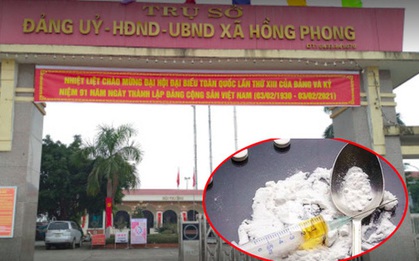 TRỤ SỞ
ĐẢNG UỶ-HĐND-UBND XÃ HỒNG PHONG
NHIỆT LIỆT CHÀO MỪNG ĐẠI HỘI ĐẠI BIỂU TOÀN QUỐC LẦN THỨ XIII CỦA ĐẢNG VÀ KỶ
NIỆM 91 NĂM NGÀY THÀNH LẬP ĐẢNG CỘNG SẢN VIỆT NAM (03/02/1930 - 03/02/2021)